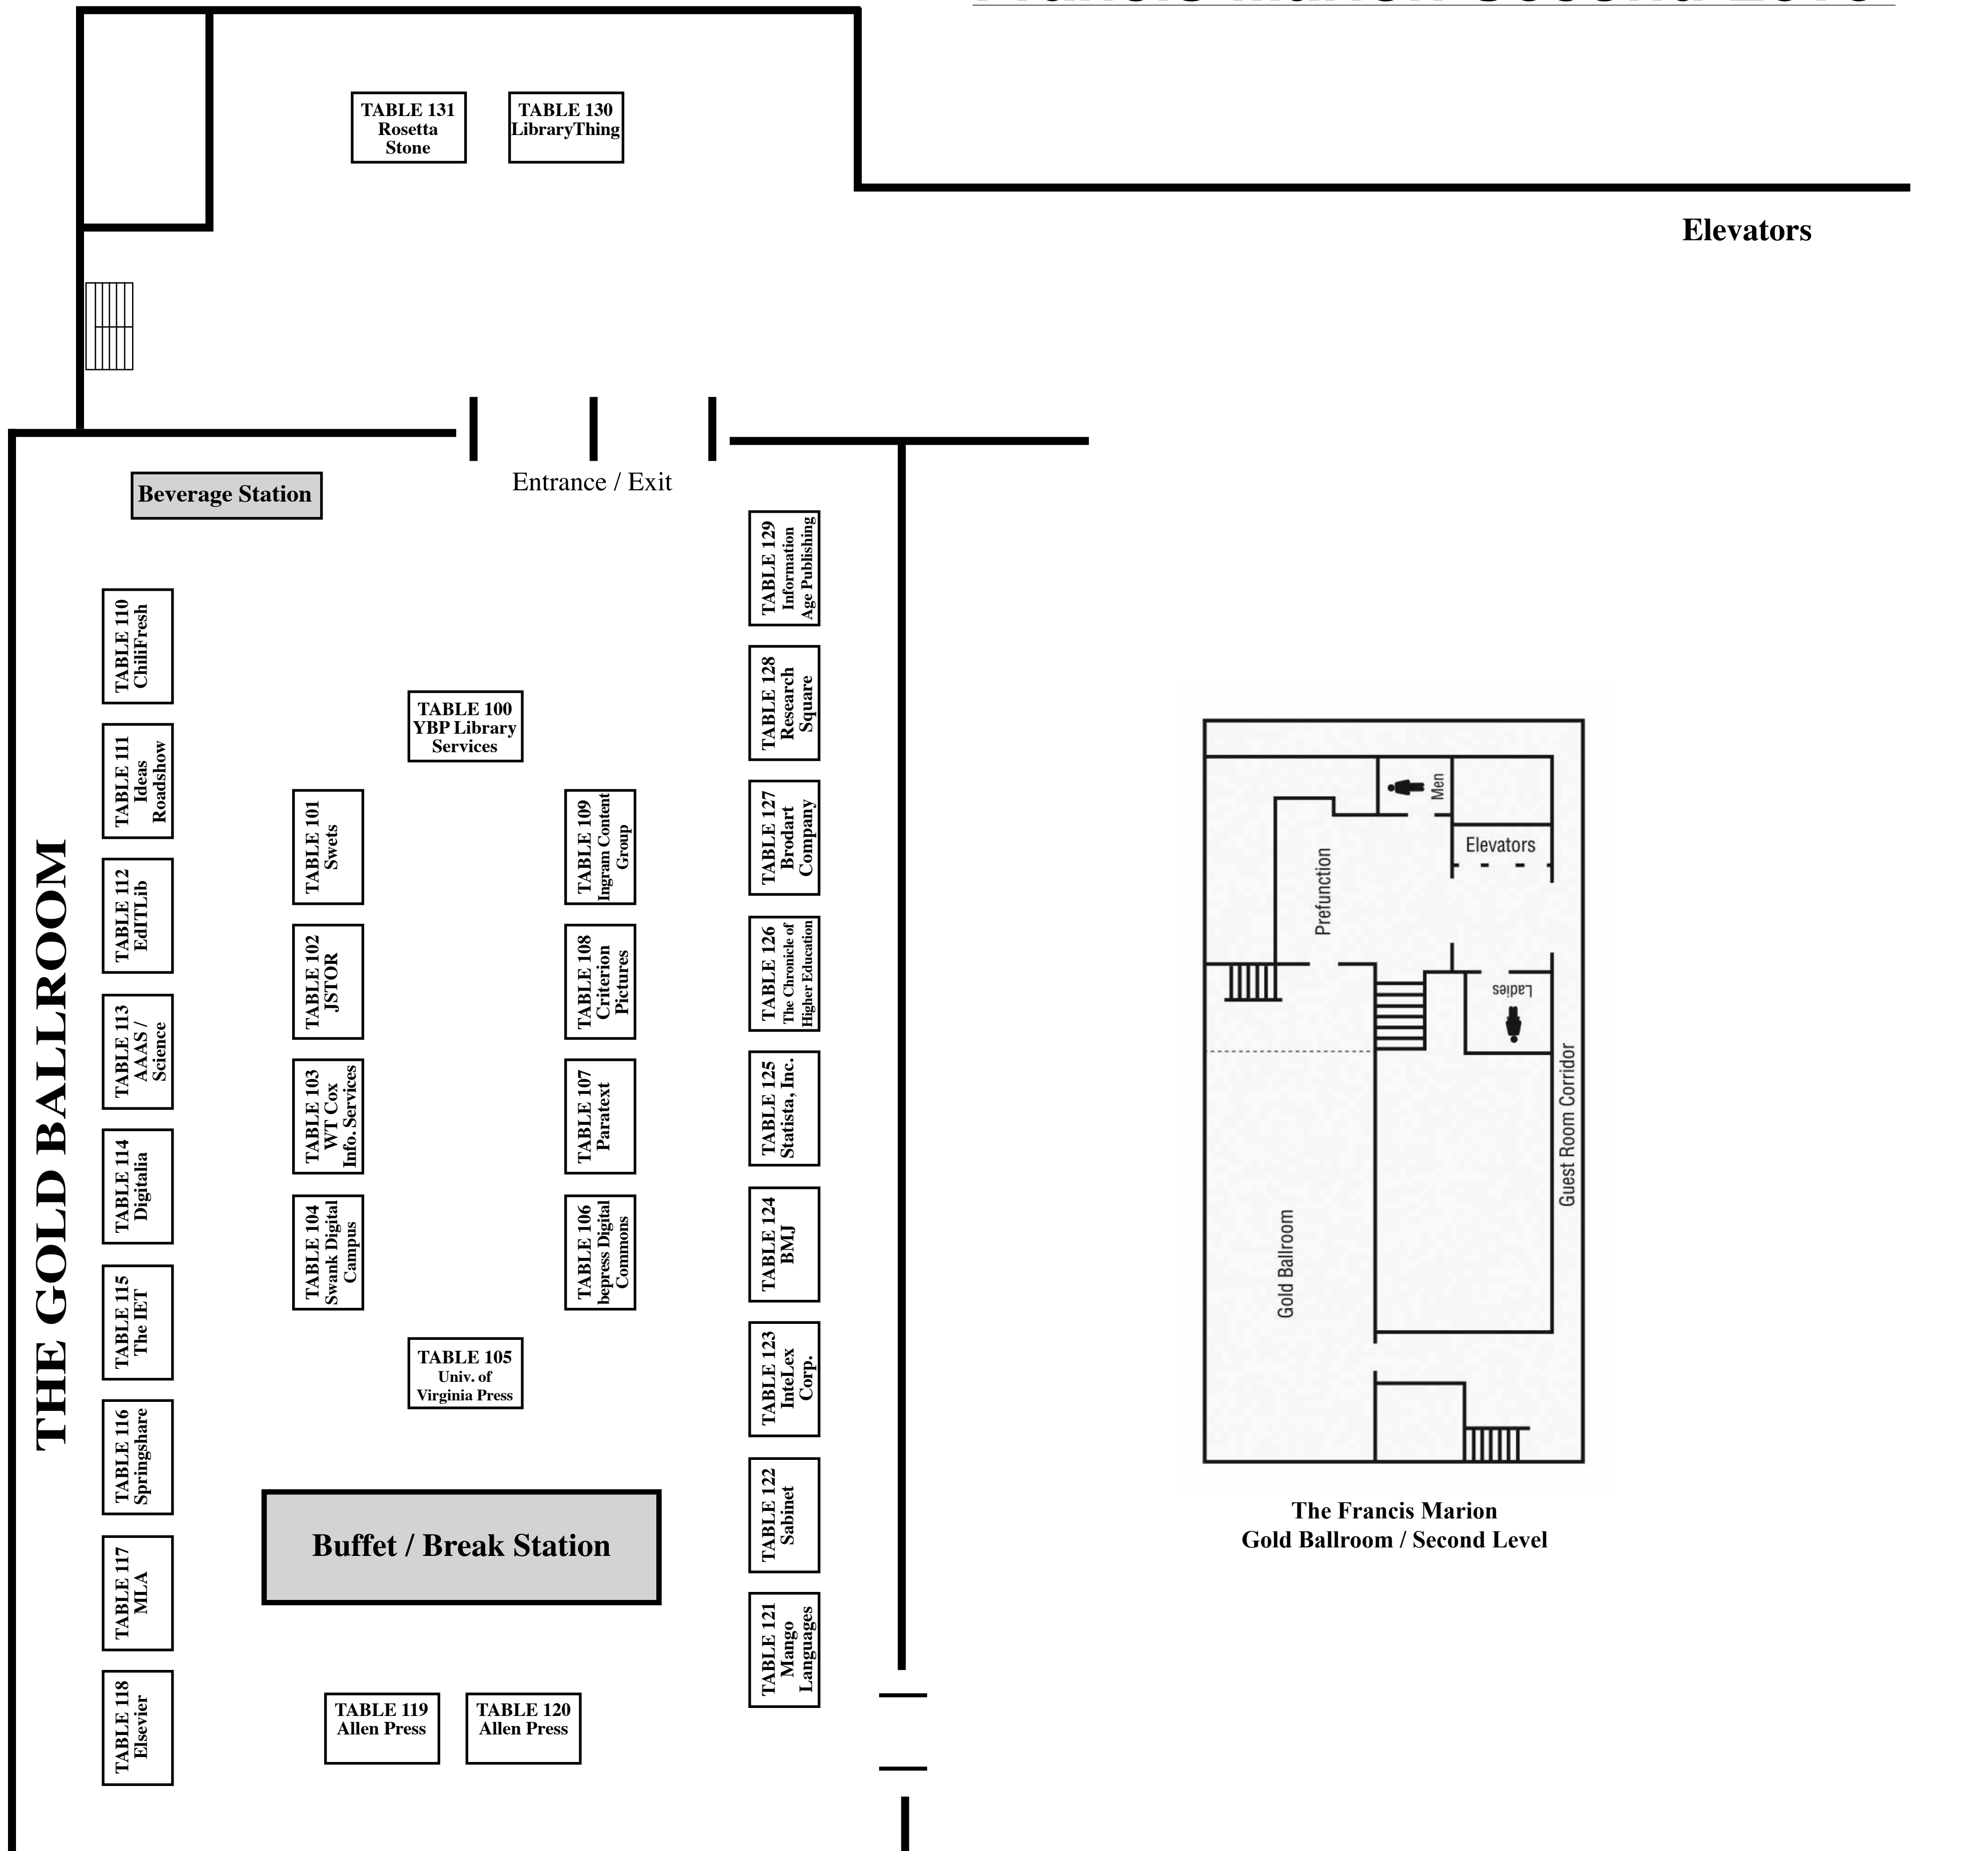 Francis Marion Second Level
TABLE 131
Rosetta
Stone
TABLE 130
LibraryThing
Elevators
Entrance / Exit
Beverage Station
THE GOLD BALLROOM
TABLE 110
ChiliFresh
TABLE 111
Ideas
Roadshow
TABLE 112
EdITLib
TABLE 113
AAAS /
Science
TABLE 114
Digitalia
TABLE 115
The IET
TABLE 116
Springshare
TABLE 117
MLA
TABLE 118
Elsevier
TABLE 100
YBP Library
Services
TABLE 101
Swets
TABLE 102
JSTOR
TABLE 103
WT Cox
Info. Services
TABLE 104
Swank Digital
Campus
TABLE 109
Ingram Content
Group
TABLE 108
Criterion
Pictures
TABLE 107
Paratext
TABLE 106
bepress Digital
Commons
TABLE 105
Univ. of
Virginia Press
Buffet / Break Station
TABLE 119
Allen Press
TABLE 120
Allen Press
TABLE 129
Information
Age Publishing
TABLE 128
Research
Square
TABLE 127
Brodart
Company
TABLE 126
The Chronicle of
Higher Education
TABLE 125
Statista, Inc.
TABLE 124
BMJ
TABLE 123
InteLex
Corp.
TABLE 122
Sabinet
TABLE 121
Mango
Languages
Men
Elevators
Prefunction
Ladies
Guest Room Corridor
Gold Ballroom
The Francis Marion
Gold Ballroom / Second Level